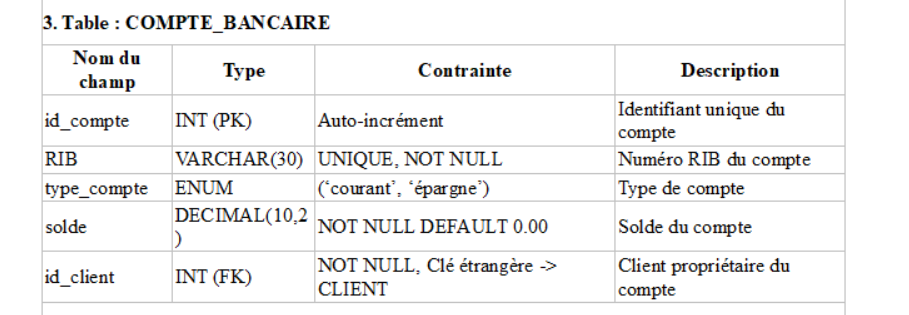 3. Table : COMPTE_BANCAIRE
Nom du champ Type Contrainte Description
id_compte INT (PK) Auto-incrément Identifiant unique du compte
RIB VARCHAR(30) UNIQUE, NOT NULL Numéro RIB du compte
type_compte ENUM (‘courant’, ‘épargne’) Type de compte
solde DECIMAL(10,2) NOT NULL DEFAULT 0.00 Solde du compte
id_client INT (FK) NOT NULL, Clé étrangère -> CLIENT Client propriétaire du compte